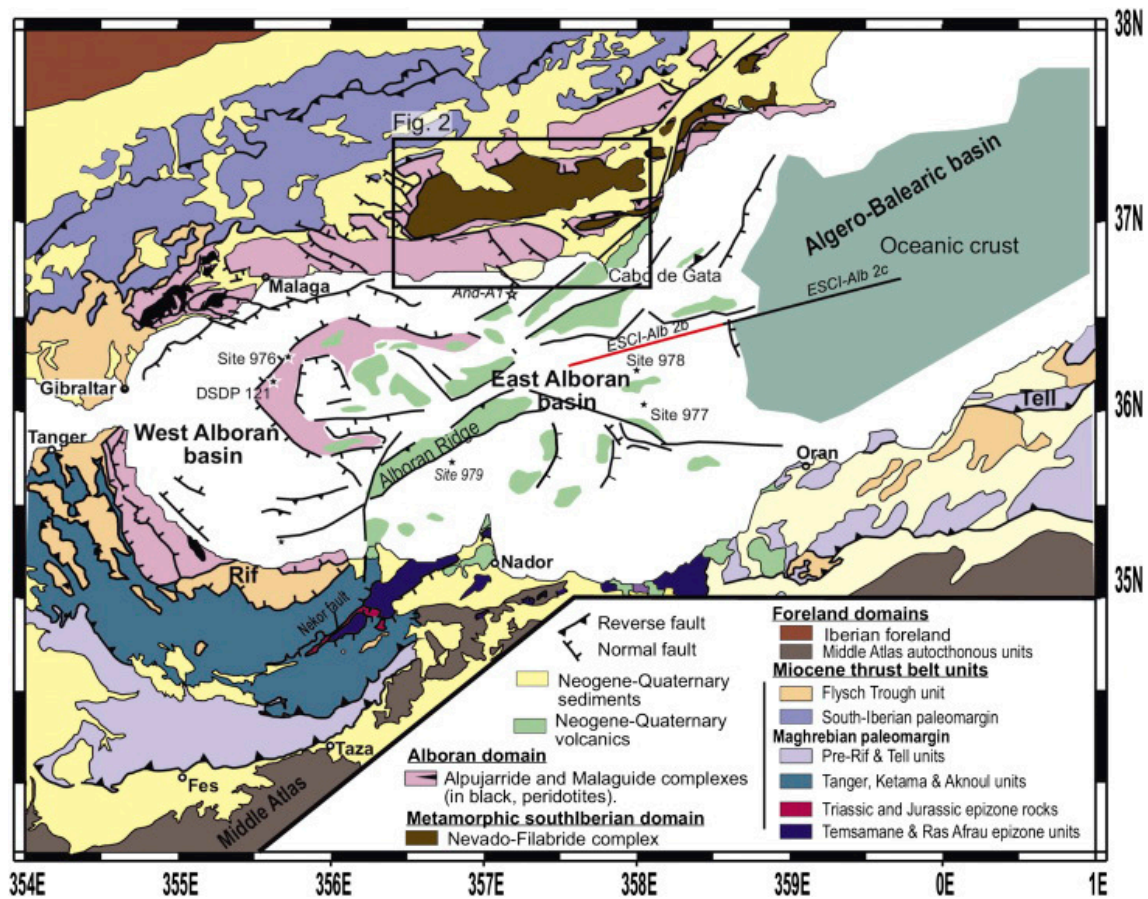 38N
Fig. 2
37N
Algero-Balearic basin
Oceanic crust
Malaga
And-A1
Cabo de Gata
ESCI-Alb 2c
ESCI-Alb 2b
Site 976
Site 978
DSDP 121
Gibraltar
East Alboran
basin
Site 977
36N
Tell
Tanger
West Alboran
basin
Alboran Ridge
Site 979
Oran
Nador
Rif
35N
Nekor fault
Taza
Fes
Middle Atlas
Reverse fault
Normal fault
Neogene-Quaternary
sediments
Neogene-Quaternary
volcanics
Alboran domain
Alpujarride and Malaguide complexes
(in black, peridotites).
Metamorphic southIberian domain
Nevado-Filabride complex
Foreland domains
Iberian foreland
Middle Atlas autocthonous units
Miocene thrust belt units
Flysch Trough unit
South-Iberian paleomargin
Maghrebian paleomargin
Pre-Rif & Tell units
Tanger, Ketama & Aknoul units
Triassic and Jurassic epizone rocks
Temsamane & Ras Afrau epizone units
354E 355E 356E 357E 358E 359E 0E 1E